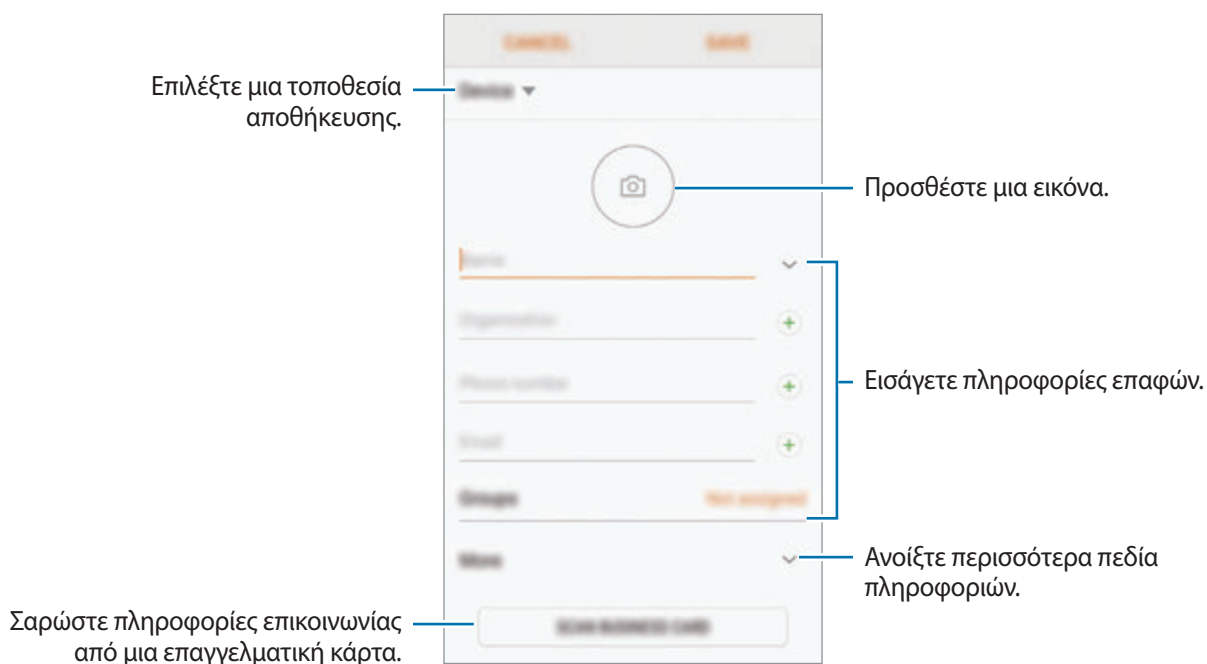 CANCEL
SAVE
Επιλέξτε μια τοποθεσία
αποθήκευσης.
Device
Προσθέστε μια εικόνα.
Name
Organization
Phone number
Εισάγετε πληροφορίες επαφών.
Email
Groups
Not assigned
More
Ανοίξτε περισσότερα πεδία
πληροφοριών.
Σαρώστε πληροφορίες επικοινωνίας
από μια επαγγελματική κάρτα.
SCAN BUSINESS CARD